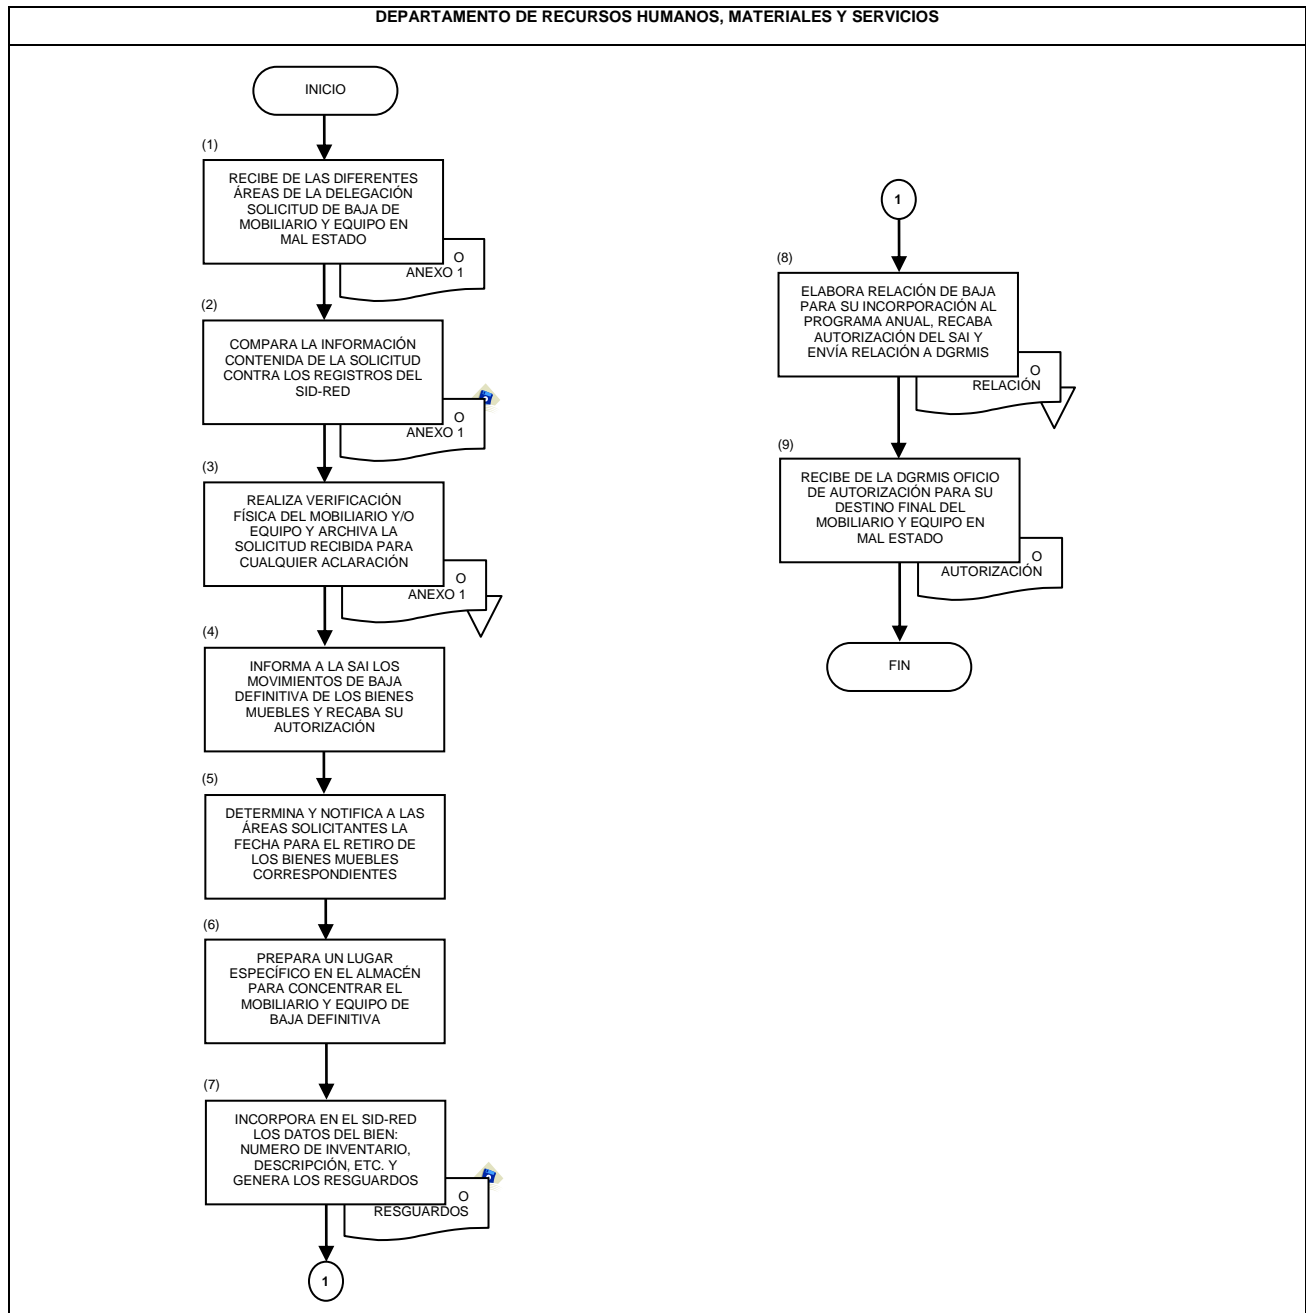 DEPARTAMENTO DE RECURSOS HUMANOS, MATERIALES Y SERVICIOS
INICIO
(1)
RECIBE DE LAS DIFERENTES
ÁREAS DE LA DELEGACIÓN
SOLICITUD DE BAJA DE
MOBILIARIO Y EQUIPO EN
MAL ESTADO
O
ANEXO 1
(2)
COMPARA LA INFORMACIÓN
CONTENIDA DE LA SOLICITUD
CONTRA LOS REGISTROS DEL
SID-RED
O
ANEXO 1
(3)
REALIZA VERIFICACIÓN
FÍSICA DEL MOBILIARIO Y/O
EQUIPO Y ARCHIVA LA
SOLICITUD RECIBIDA PARA
CUALQUIER ACLARACIÓN
O
ANEXO 1
(4)
INFORMA A LA SAI LOS
MOVIMIENTOS DE BAJA
DEFINITIVA DE LOS BIENES
MUEBLES Y RECABA SU
AUTORIZACIÓN
(5)
DETERMINA Y NOTIFICA A LAS
ÁREAS SOLICITANTES LA
FECHA PARA EL RETIRO DE
LOS BIENES MUEBLES
CORRESPONDIENTES
(6)
PREPARA UN LUGAR
ESPECÍFICO EN EL ALMACÉN
PARA CONCENTRAR EL
MOBILIARIO Y EQUIPO DE
BAJA DEFINITIVA
(7)
INCORPORA EN EL SID-RED
LOS DATOS DEL BIEN:
NUMERO DE INVENTARIO,
DESCRIPCIÓN, ETC. Y
GENERA LOS RESGUARDOS
O
RESGUARDOS
1
1
(8)
ELABORA RELACIÓN DE BAJA
PARA SU INCORPORACIÓN AL
PROGRAMA ANUAL, RECABA
AUTORIZACIÓN DEL SAI Y
ENVÍA RELACIÓN A DGRMIS
O
RELACIÓN
(9)
RECIBE DE LA DGRMIS OFICIO
DE AUTORIZACIÓN PARA SU
DESTINO FINAL DEL
MOBILIARIO Y EQUIPO EN
MAL ESTADO
O
AUTORIZACIÓN
FIN